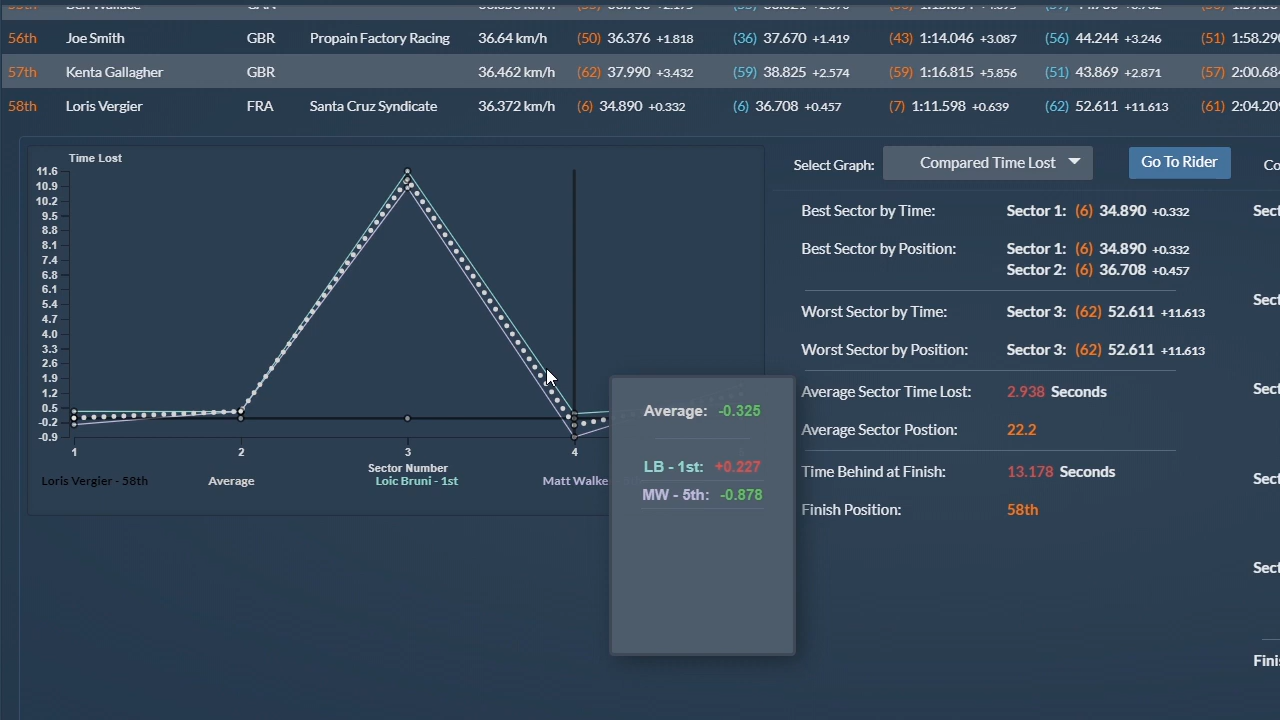 56th Joe Smith GBR Propain Factory Racing 36.64 km/h (50) 36.376 +1.818 (36) 37.670 +1.419 (43) 1:14.046 +3.087 (56) 44.244 +3.246 (51) 1:58.290
57th Kenta Gallagher GBR 36.462 km/h (62) 37.990 +3.432 (59) 38.825 +2.574 (59) 1:16.815 +5.856 (51) 43.869 +2.871 (57) 2:00.684
58th Loris Vergier FRA Santa Cruz Syndicate 36.372 km/h (6) 34.890 +0.332 (6) 36.708 +0.457 (7) 1:11.598 +0.639 (62) 52.611 +11.613 (61) 2:04.209
Time Lost
11.6
10.9
10.2
9.5
8.8
8.1
7.4
6.8
6.1
5.4
4.7
4.0
3.3
2.6
1.9
1.2
0.5
-0.2
-0.9
1 2 3 4
Sector Number
Loris Vergier - 58th Average Loic Bruni - 1st Matt Walke
Average: -0.325
LB - 1st: +0.227
MW - 5th: -0.878
Select Graph: Compared Time Lost Go To Rider Co
Best Sector by Time: Sector 1: (6) 34.890 +0.332
Best Sector by Position: Sector 1: (6) 34.890 +0.332
Sector 2: (6) 36.708 +0.457
Worst Sector by Time: Sector 3: (62) 52.611 +11.613
Worst Sector by Position: Sector 3: (62) 52.611 +11.613
Average Sector Time Lost: 2.938 Seconds
Average Sector Postion: 22.2
Time Behind at Finish: 13.178 Seconds
Finish Position: 58th
Sect
Sect
Sect
Sect
Sect
Finis